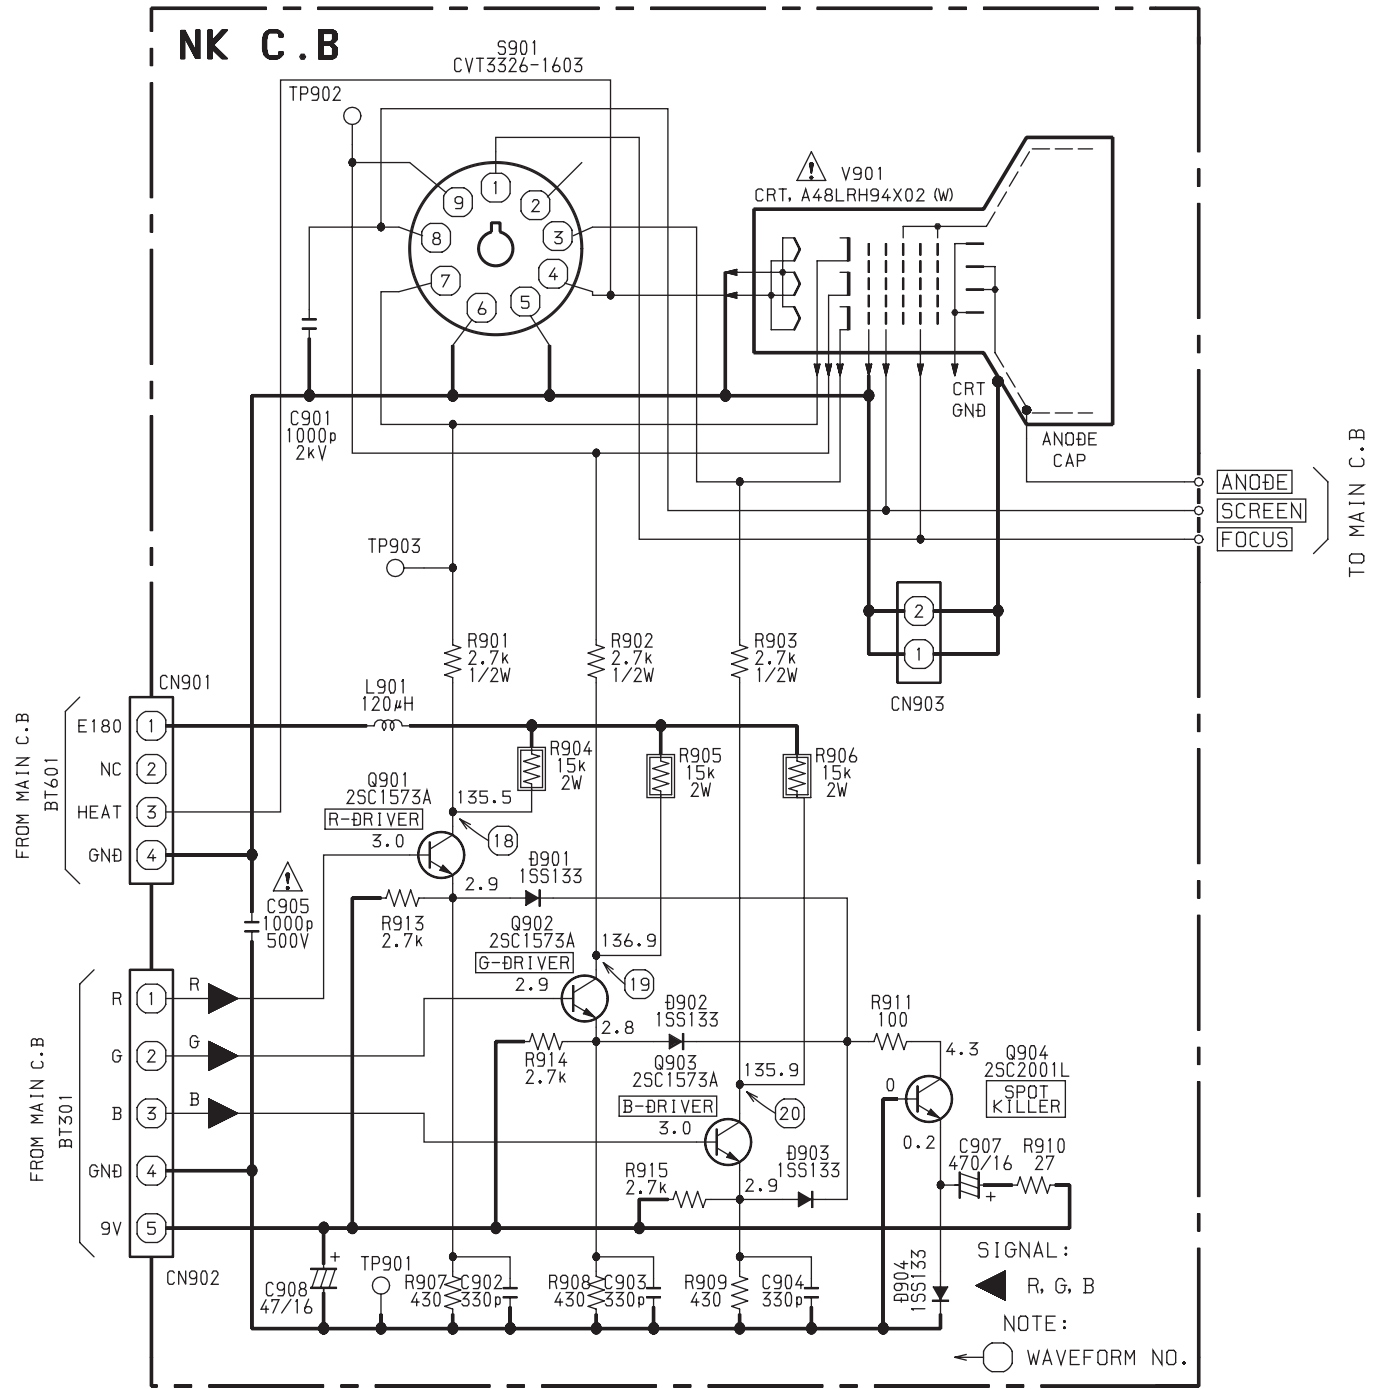 NK C.B
S901
CVT3326-1603
TP902
1
2
3
4
5
6
7
8
9
V901
CRT, A48LRH94X02 (W)
C901
1000p
2kV
CRT
GND
ANODE
CAP
ANODE
SCREEN
FOCUS
TO MAIN C.B
TP903
R901
2.7k
1/2W
R902
2.7k
1/2W
R903
2.7k
1/2W
2
1
CN903
CN901
L901
120μH
FROM MAIN C.B
BT601
E180 1
NC 2
HEAT 3
GND 4
R904
15k
2W
R905
15k
2W
R906
15k
2W
Q901
2SC1573A
R-DRIVER
3.0
135.5
18
2.9
D901
1SS133
!
C905
1000p
500V
R913
2.7k
Q902
2SC1573A
G-DRIVER
2.9
136.9
19
2.8
D902
1SS133
R914
2.7k
R911
100
4.3
Q904
2SC2001L
SPOT
KILLER
0
0.2
Q903
2SC1573A
B-DRIVER
3.0
135.9
20
2.9
D903
1SS133
R915
2.7k
C907
470/16
+
R910
27
FROM MAIN C.B
BT301
R 1 R
G 2 G
B 3 B
GND 4
9V 5
CN902
C908
47/16
+
TP901
R907
430
C902
330p
R908
430
C903
330p
R909
430
C904
330p
D904
1SS133
SIGNAL:
R, G, B
NOTE:
WAVEFORM NO.